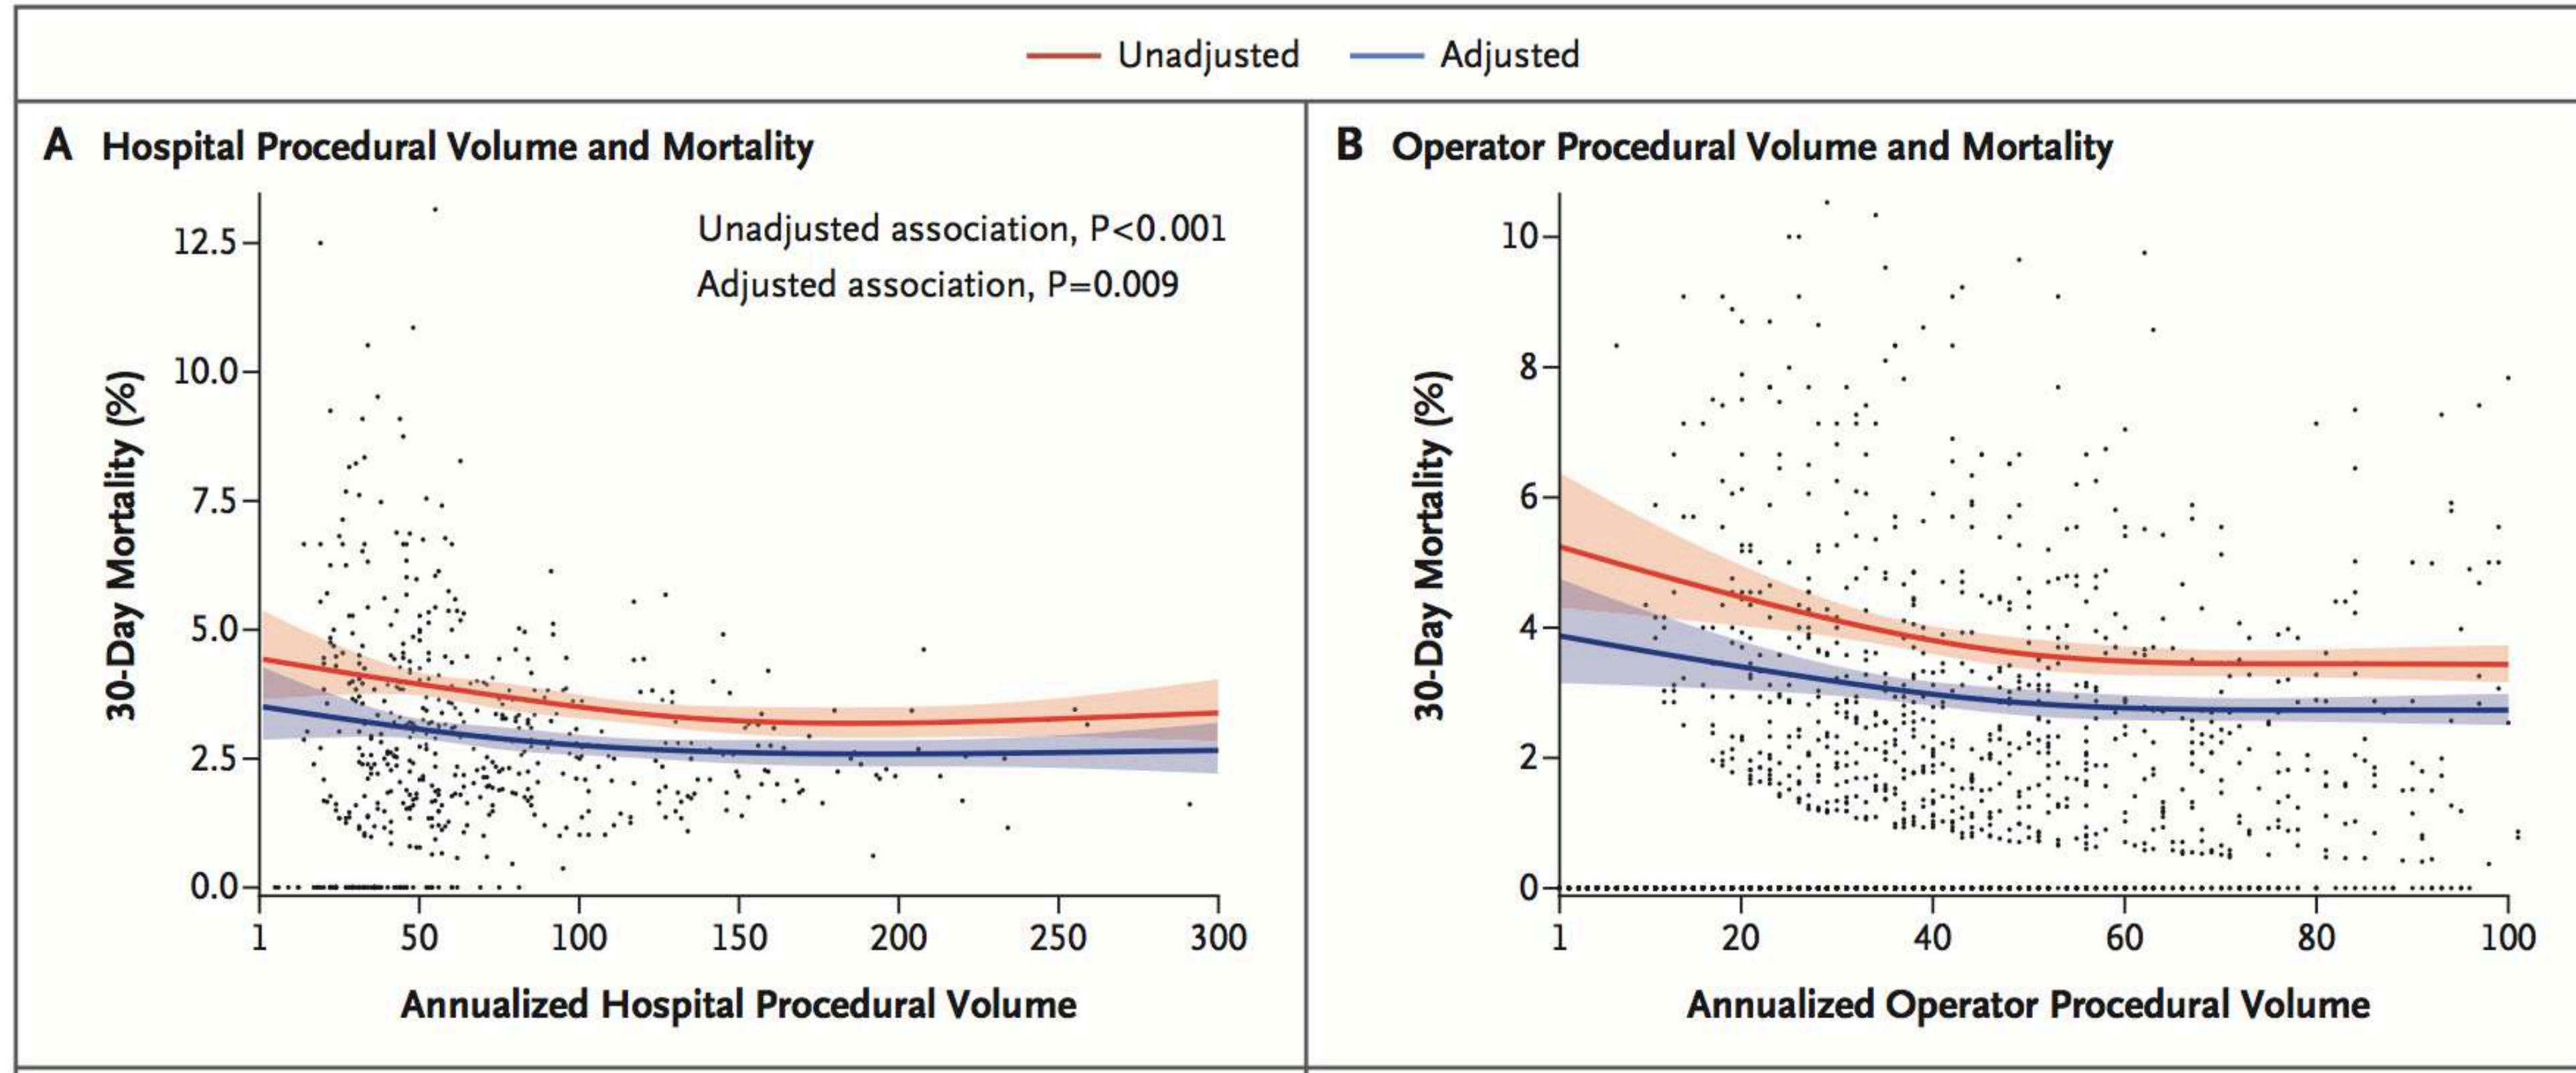 Unadjusted Adjusted
A Hospital Procedural Volume and Mortality
Unadjusted association, P<0.001
Adjusted association, P=0.009
30-Day Mortality (%)
12.5
10.0
7.5
5.0
2.5
0.0
1 50 100 150 200 250 300
Annualized Hospital Procedural Volume
B Operator Procedural Volume and Mortality
30-Day Mortality (%)
10
8
6
4
2
0
1 20 40 60 80 100
Annualized Operator Procedural Volume